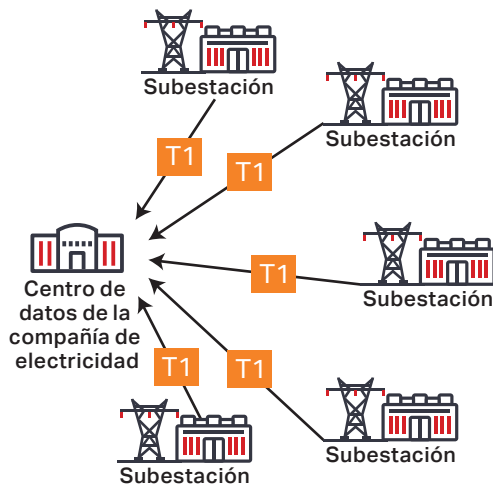 Subestación
Subestación
T1
T1
T1
Subestación
Centro de
datos de la
compañía de
electricidad
T1
T1
Subestación
Subestación